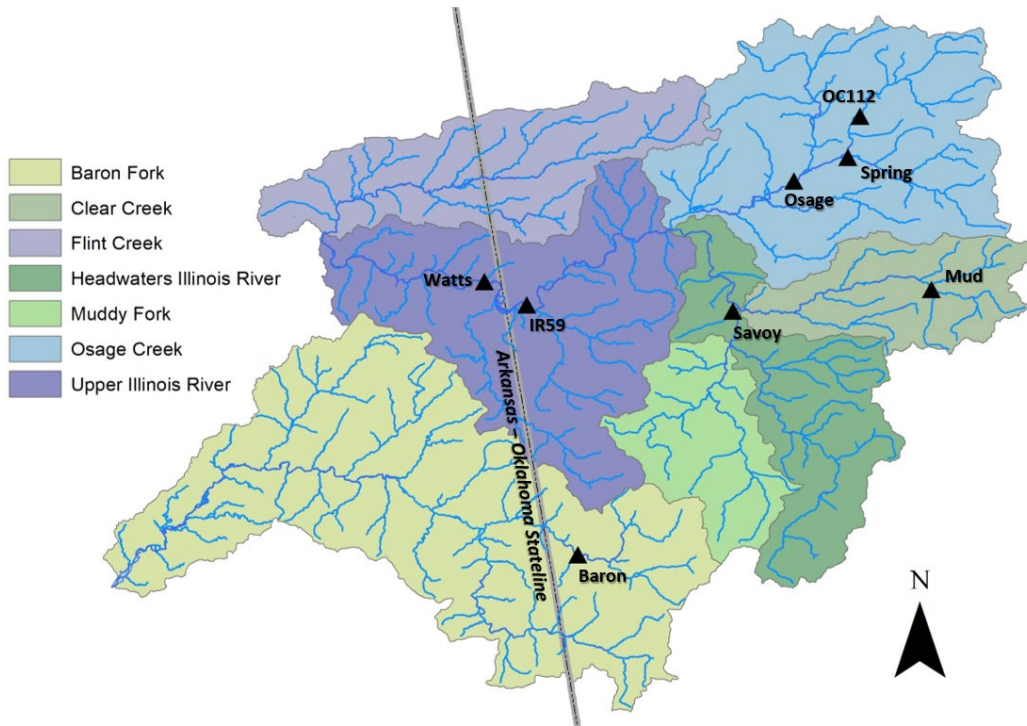 Baron Fork
Clear Creek
Flint Creek
Headwaters Illinois River
Muddy Fork
Osage Creek
Upper Illinois River
OC112
Spring
Osage
Mud
Watts
IR59
Savoy
Arkansas – Oklahoma Stateline
Baron
N